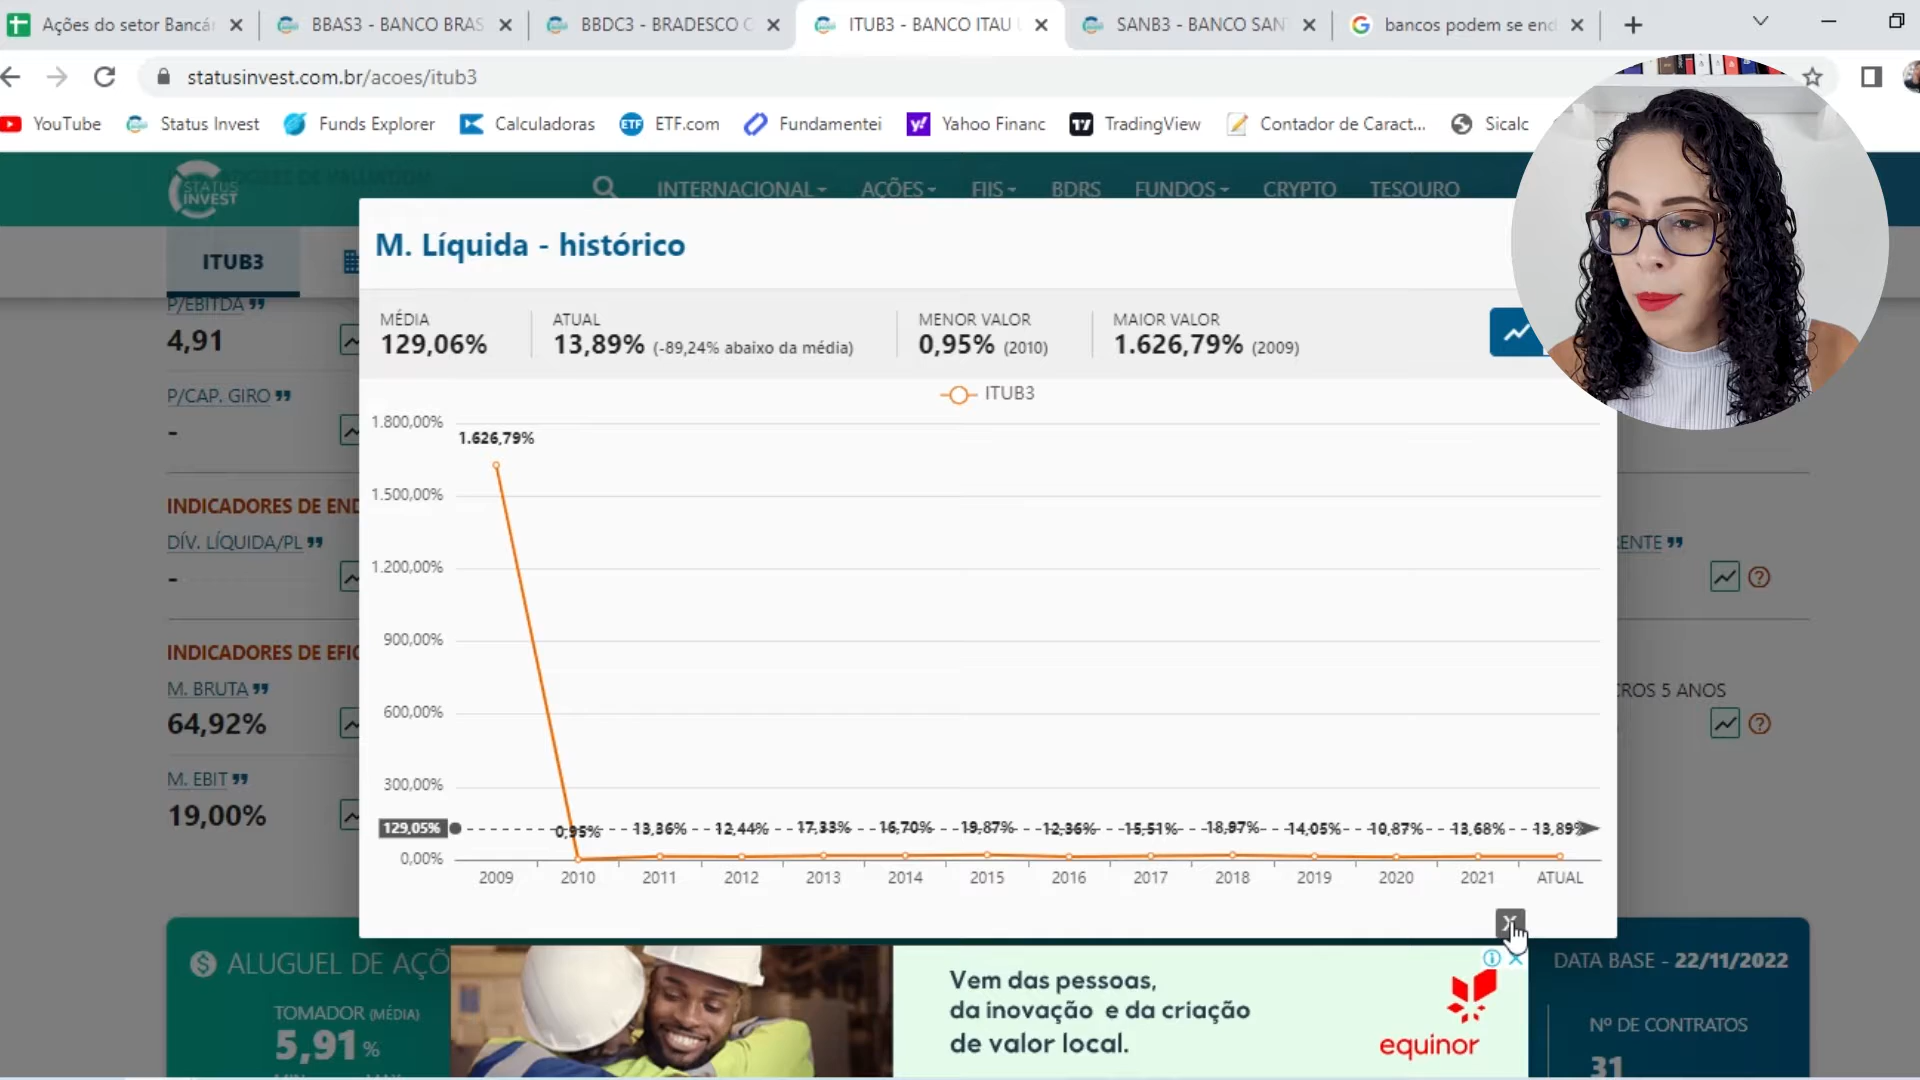 Ações do setor Bancár
BBAS3 - BANCO BRAS
BBDC3 - BRADESCO C
ITUB3 - BANCO ITAU U
SANB3 - BANCO SAN
bancos podem se end
statusinvest.com.br/acoes/itub3
YouTube
Status Invest
Funds Explorer
Calculadoras
ETF
ETF.com
Fundamentei
Yahoo Financ
TradingView
Contador de Caract...
Sicalc
STATUS
INVEST
INTERNACIONAL
AÇÕES
FIIS
BDRS
FUNDOS
CRYPTO
TESOURO
ITUB3
P/EBITDA
4,91
P/CAP. GIRO
-
INDICADORES DE END
DÍV. LÍQUIDA/PL
-
INDICADORES DE EFIC
M. BRUTA
64,92%
M. EBIT
19,00%
M. Líquida - histórico
MÉDIA
129,06%
ATUAL
13,89% (-89,24% abaixo da média)
MENOR VALOR
0,95% (2010)
MAIOR VALOR
1.626,79% (2009)
ITUB3
1.800,00%
1.500,00%
1.200,00%
900,00%
600,00%
300,00%
129,05%
0,00%
1.626,79%
0,95%
13,36%
12,44%
17,33%
16,70%
19,87%
12,36%
15,51%
18,97%
14,05%
10,87%
13,68%
13,89%
2009
2010
2011
2012
2013
2014
2015
2016
2017
2018
2019
2020
2021
ATUAL
X
RENTE
CROS 5 ANOS
ALUGUEL DE AÇÕ
TOMADOR (MÉDIA)
5,91 %
Vem das pessoas,
da inovação e da criação
de valor local.
equinor
DATA BASE - 22/11/2022
Nº DE CONTRATOS
31